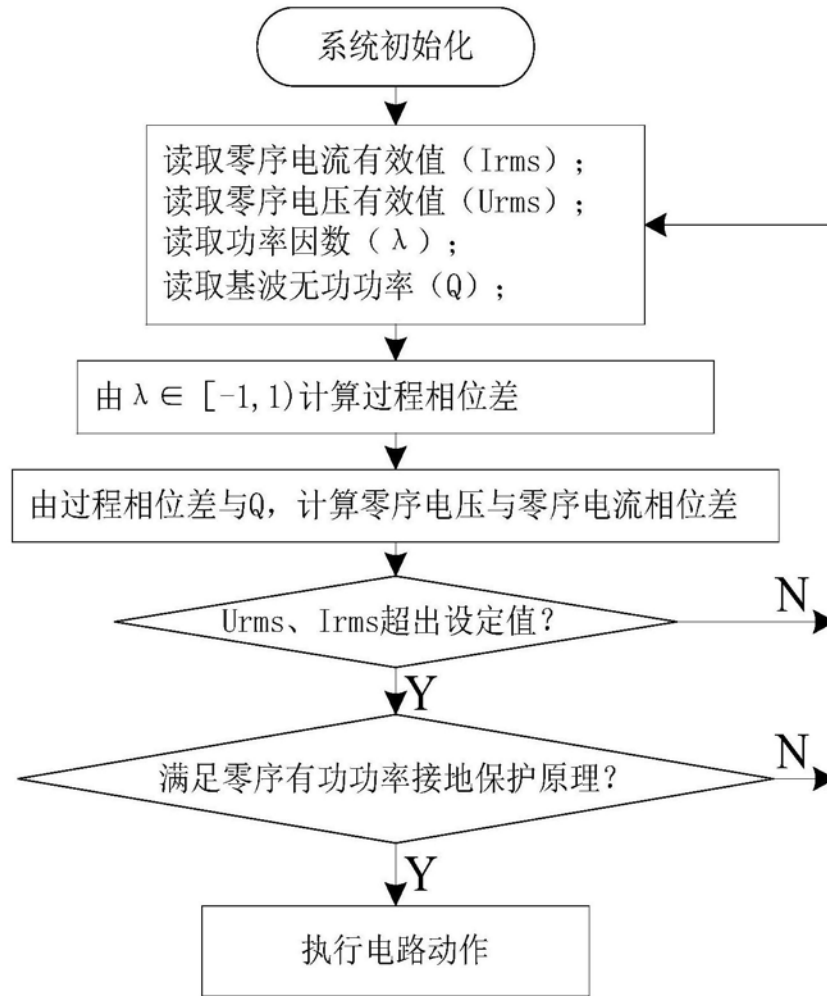 系统初始化
读取零序电流有效值（Irms）；
读取零序电压有效值（Urms）；
读取功率因数（λ）；
读取基波无功功率（Q）；
由λ∈［-1,1)计算过程相位差
由过程相位差与Q，计算零序电压与零序电流相位差
Urms、Irms超出设定值？
N
Y
满足零序有功功率接地保护原理？
N
Y
执行电路动作